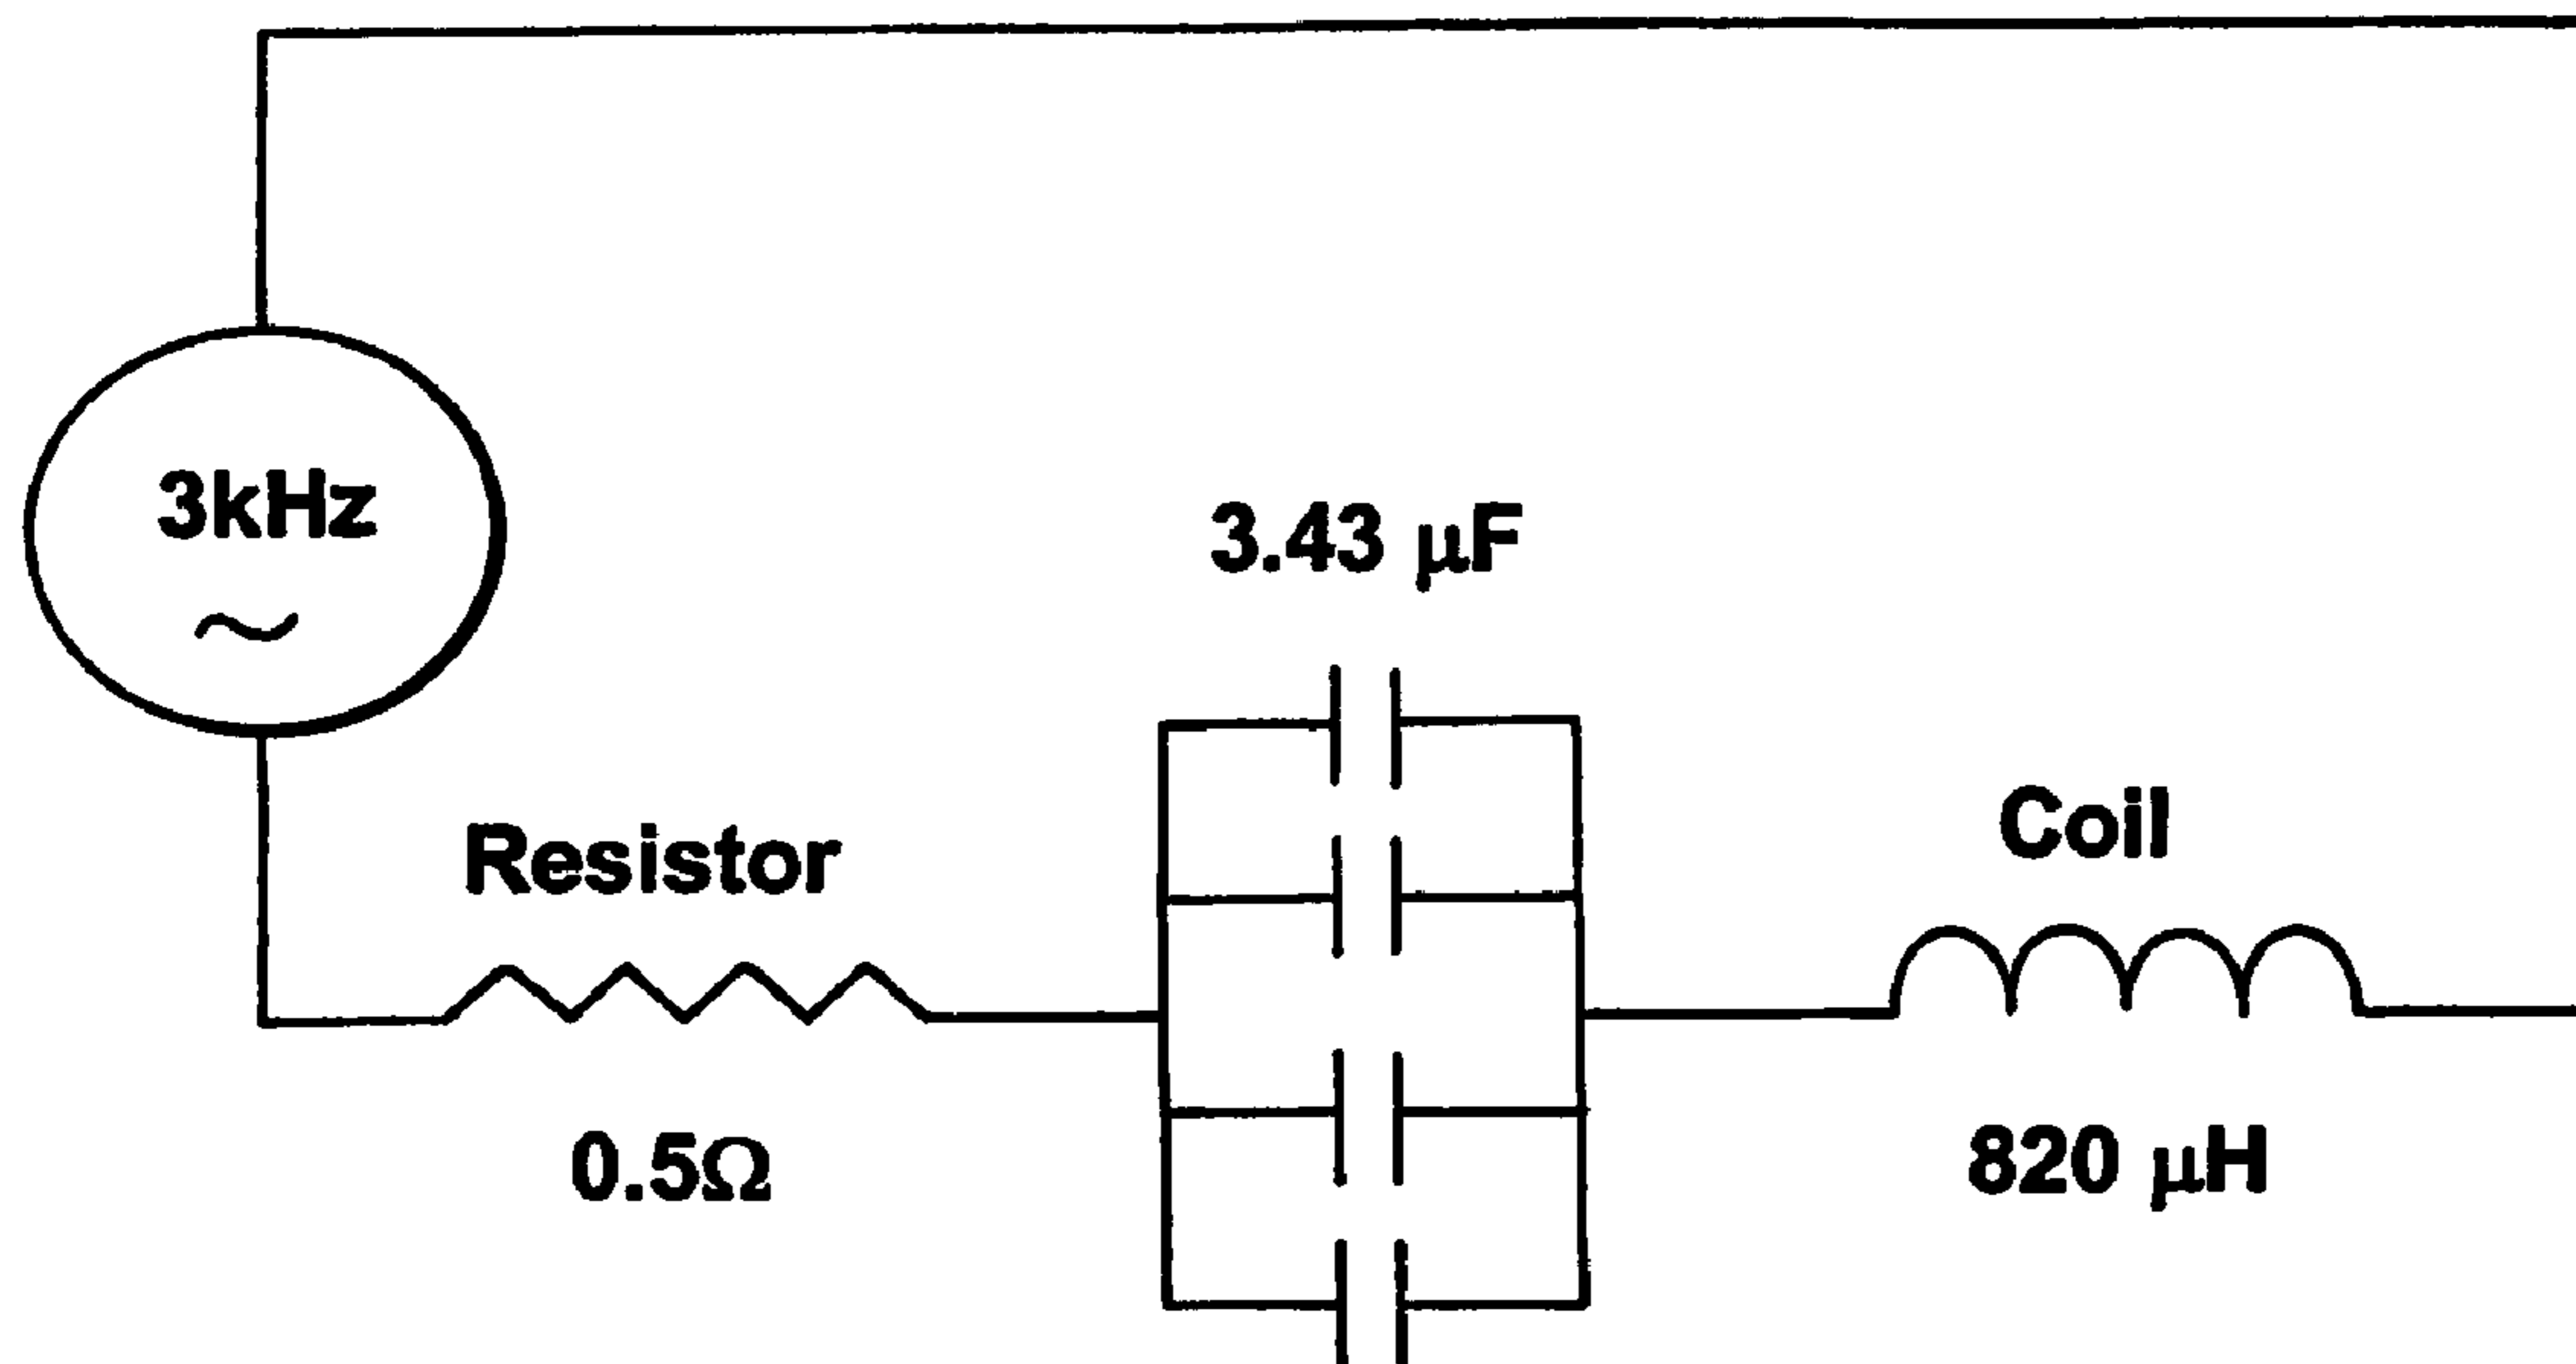 3kHz
3.43 μF
Resistor
Coil
0.5Ω
820 μH